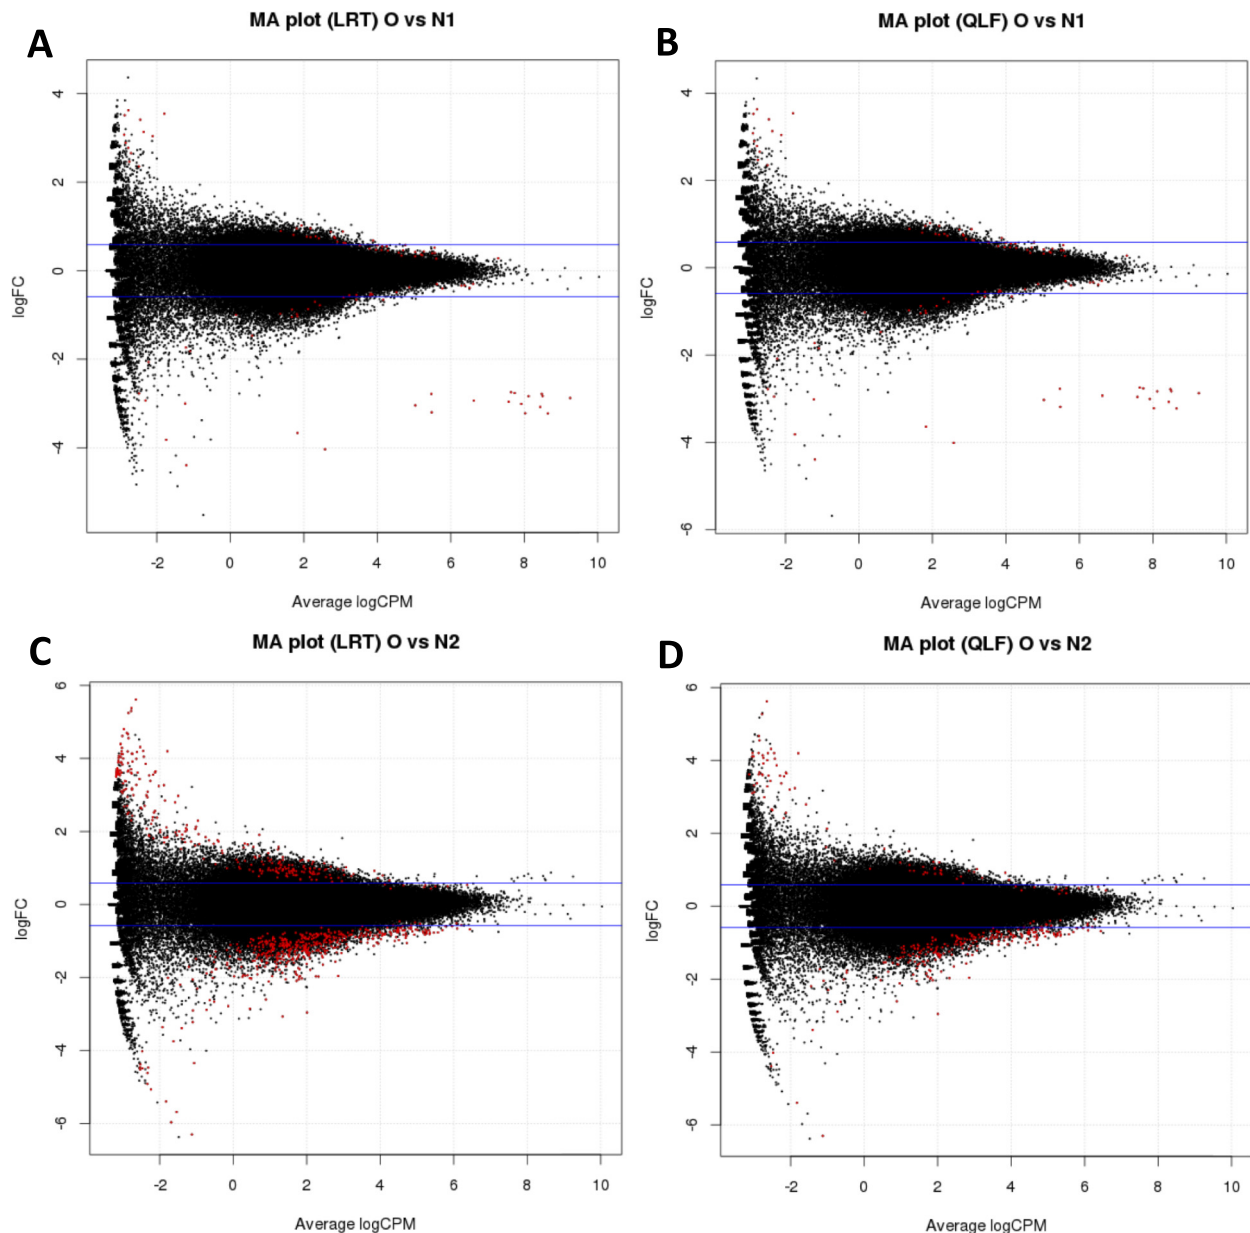 A
MA plot (LRT) O vs N1
logFC
4
2
0
2
4
-2 0 2 4 6 8 10
Average logCPM
B
MA plot (QLF) O vs N1
logFC
4
2
0
-2
-4
-6
-2 0 2 4 6 8 10
Average logCPM
C
MA plot (LRT) O vs N2
logFC
6
4
2
0
-2
-4
-6
-2 0 2 4 6 8 10
Average logCPM
D
MA plot (QLF) O vs N2
logFC
6
4
2
0
-2
-4
-6
-2 0 2 4 6 8 10
Average logCPM